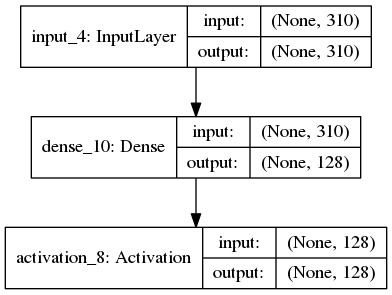 input_4: InputLayer
input: (None, 310)
output: (None, 310)
dense_10: Dense
input: (None, 310)
output: (None, 128)
activation_8: Activation
input: (None, 128)
output: (None, 128)